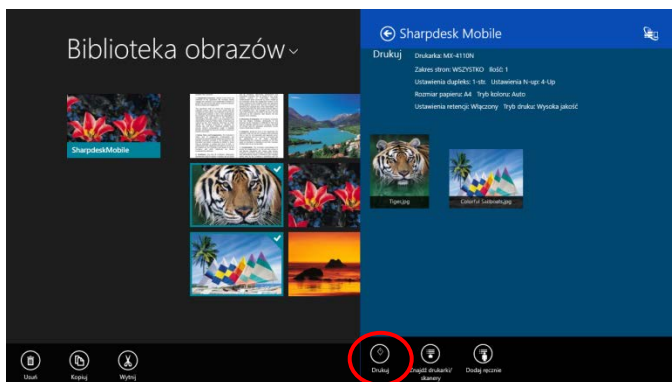 Biblioteka obrazów
SharpdeskMobile
Usuń
Kopiuj
Wytnij
Sharpdesk Mobile
Drukuj
Drukarka: MX-4110N
Zakres stron: WSZYSTKO Ilość: 1
Ustawienia dupleks: 1-str. Ustawienia N-up: 4-Up
Rozmiar papieru: A4 Tryb koloru: Auto
Ustawienia retencji: Włączony Tryb druku: Wysoka jakość
Tiger.jpg
Colorful Sailboats.jpg
Drukuj
Znajdź drukarki/
skanery
Dodaj ręcznie